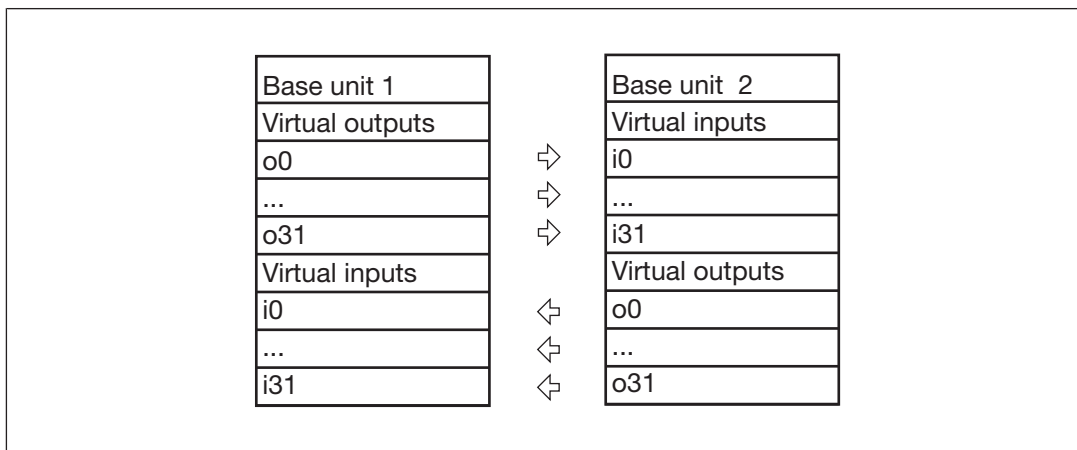 Base unit 1
Virtual outputs
o0
...
o31
Virtual inputs
i0
...
i31
Base unit 2
Virtual inputs
i0
...
i31
Virtual outputs
o0
...
o31